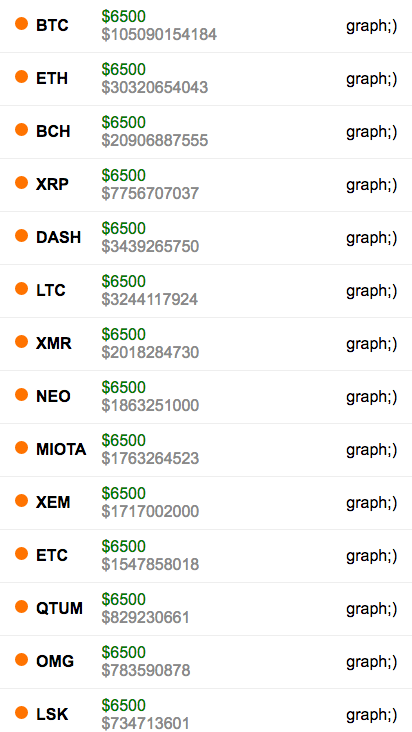 BTC $6500 graph;)
$105090154184
ETH $6500 graph;)
$30320654043
BCH $6500 graph;)
$20906887555
XRP $6500 graph;)
$7756707037
DASH $6500 graph;)
$3439265750
LTC $6500 graph;)
$3244117924
XMR $6500 graph;)
$2018284730
NEO $6500 graph;)
$1863251000
MIOTA $6500 graph;)
$1763264523
XEM $6500 graph;)
$1717002000
ETC $6500 graph;)
$1547858018
QTUM $6500 graph;)
$829230661
OMG $6500 graph;)
$783590878
LSK $6500 graph;)
$734713601